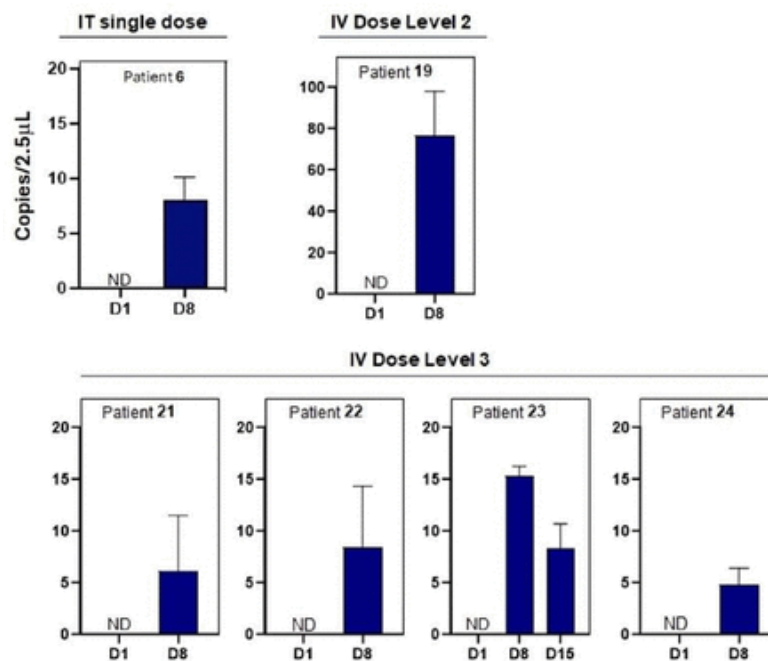 IT single dose
IV Dose Level 2
Copies/2.5µL
Patient 6
20
15
10
5
0
ND
D1 D8
Patient 19
100
80
60
40
20
0
ND
D1 D8
IV Dose Level 3
Patient 21
20
15
10
5
0
ND
D1 D8
Patient 22
20
15
10
5
0
ND
D1 D8
Patient 23
20
15
10
5
0
ND
D1 D8 D15
Patient 24
20
15
10
5
0
ND
D1 D8